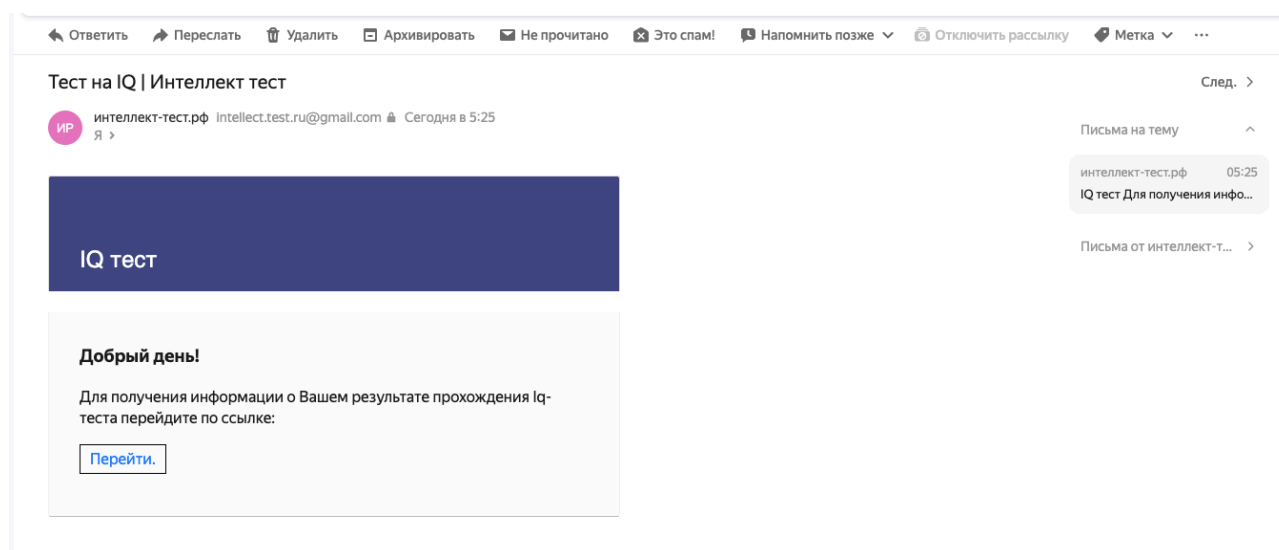 Ответить Переслать Удалить Архивировать Не прочитано Это спам! Напомнить позже Отключить рассылку Метка ...
Тест на IQ | Интеллект тест
След. >
ИР
интеллект-тест.рф intellect.test.ru@gmail.com Сегодня в 5:25
Я >
Письма на тему
интеллект-тест.рф 05:25
IQ тест Для получения инфо...
Письма от интеллект-т... >
IQ тест
Добрый день!
Для получения информации о Вашем результате прохождения Iq-
теста перейдите по ссылке:
Перейти.